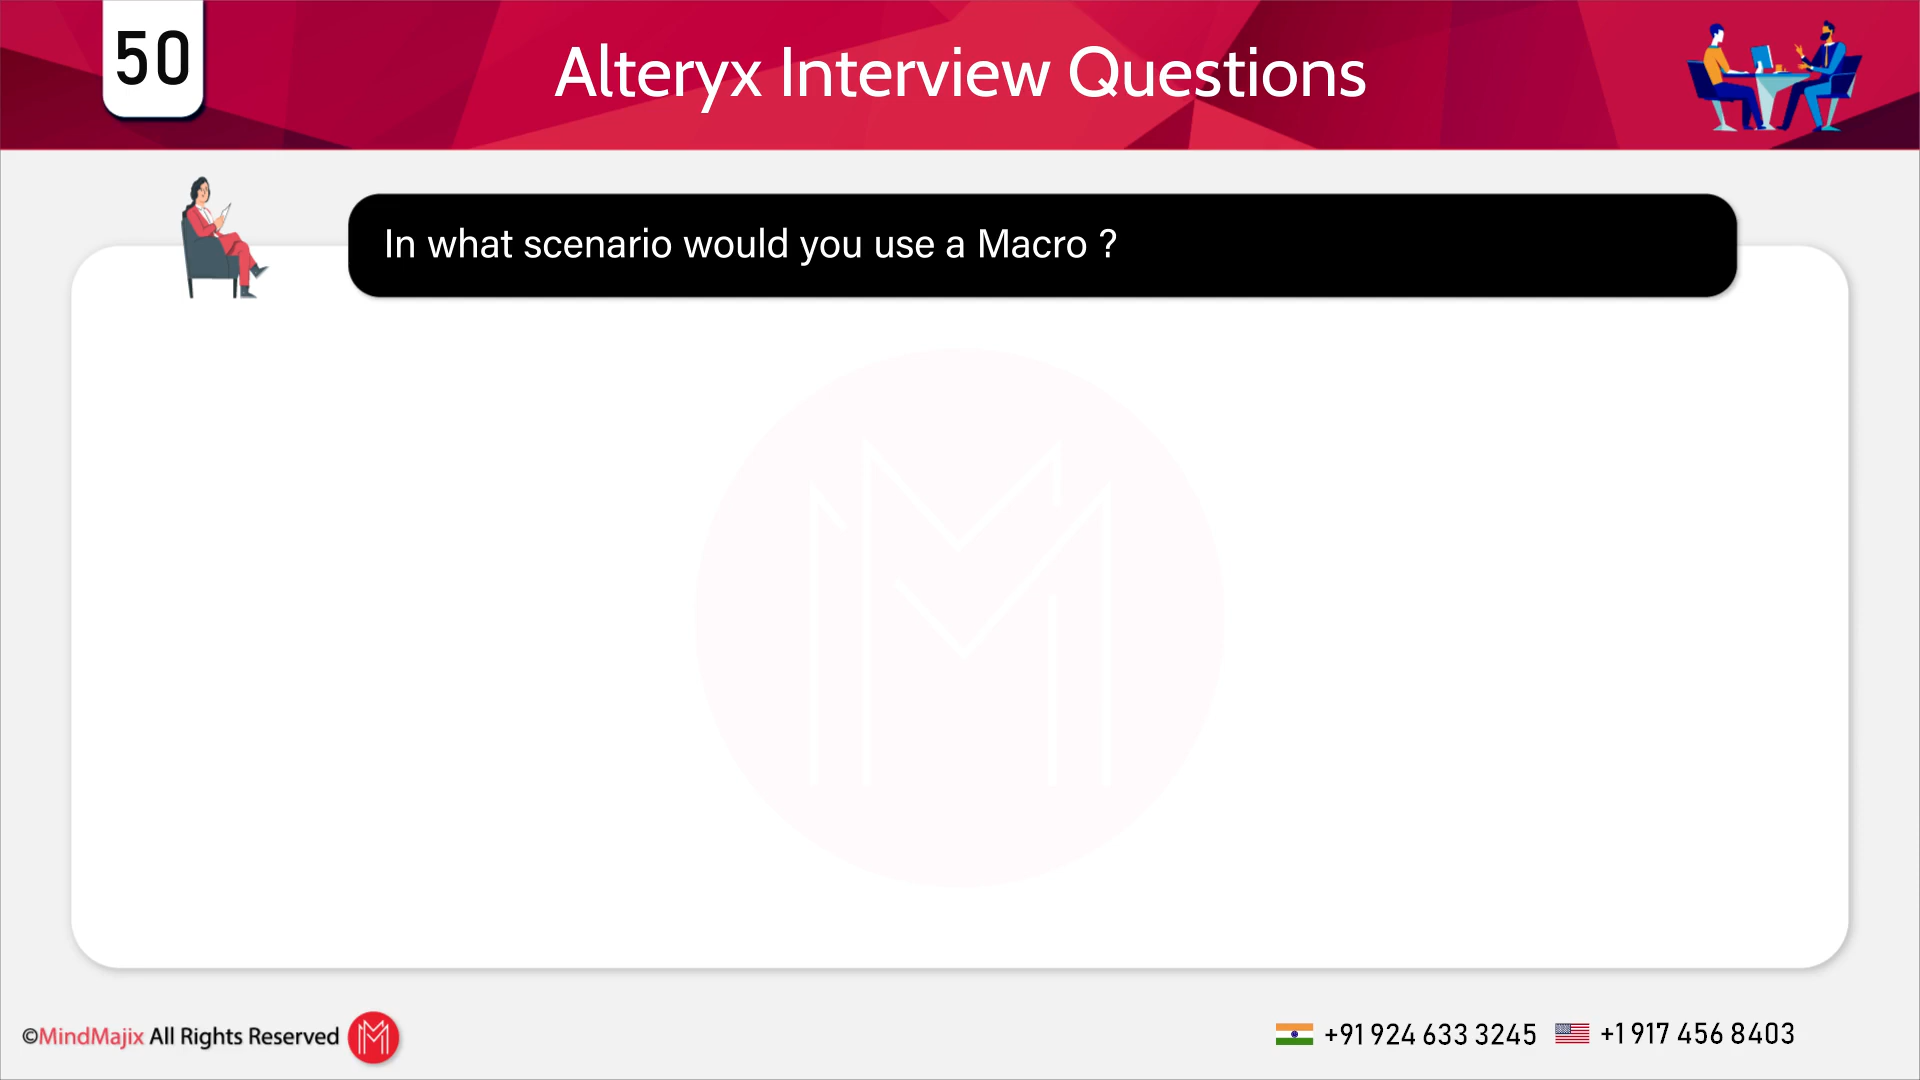 50
Alteryx Interview Questions
In what scenario would you use a Macro ?
©MindMajix All Rights Reserved
+91 924 633 3245
+1 917 456 8403